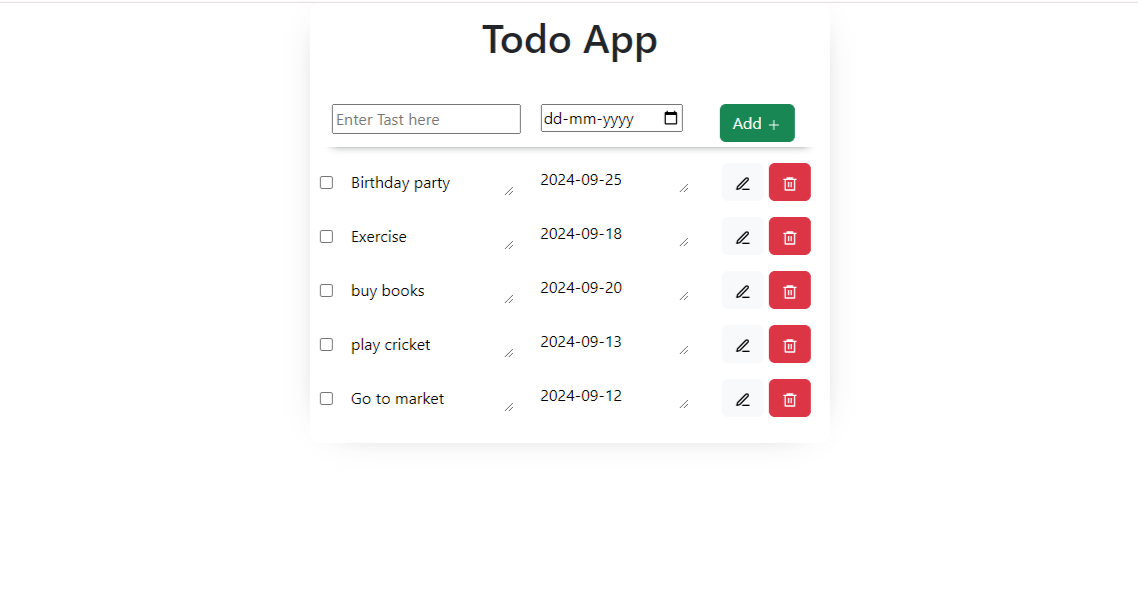 Todo App
Enter Tast here dd-mm-yyyy Add +
Birthday party 2024-09-25
Exercise 2024-09-18
buy books 2024-09-20
play cricket 2024-09-13
Go to market 2024-09-12